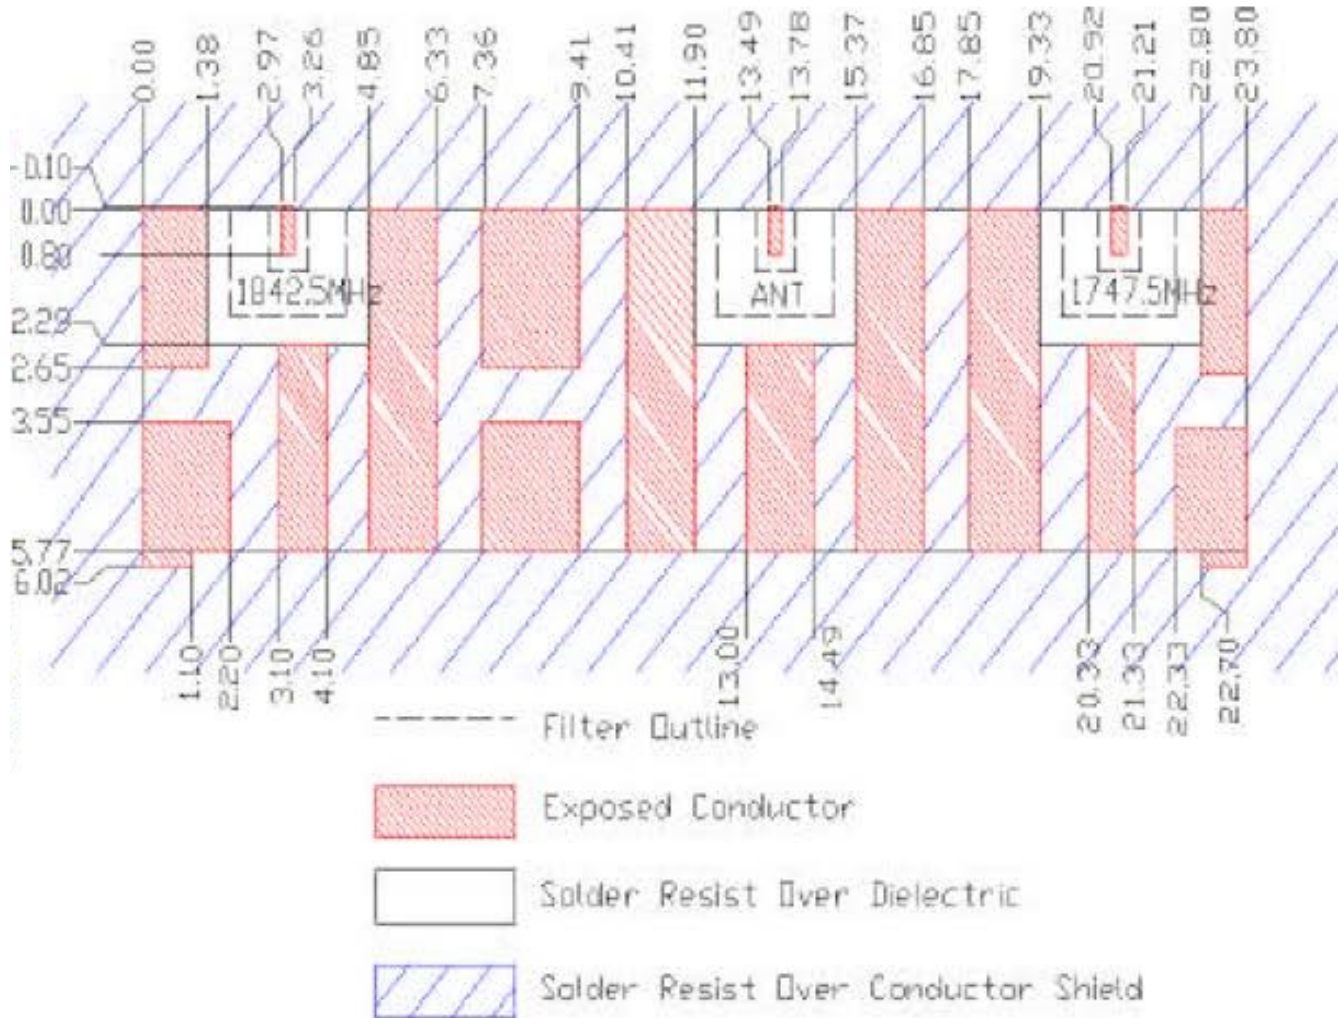 0.00 1.38 2.97 3.26 4.85 6.33 7.36 9.41 10.41 11.90 13.49 13.78 15.37 16.85 17.85 19.33 20.92 21.21 22.80 23.80
-0.10
0.00
0.80
1842.5MHz ANT 1747.5MHz
2.29
2.65
3.55
5.77
6.02
1.10 2.20 3.10 4.10 13.00 14.49 20.33 21.33 22.33 22.70
Filter Outline
Exposed Conductor
Solder Resist Over Dielectric
Solder Resist Over Conductor Shield